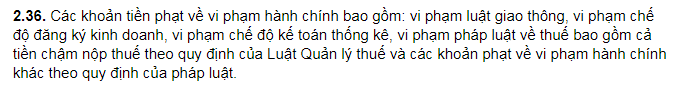 2.36. Các khoản tiền phạt về vi phạm hành chính bao gồm: vi phạm luật giao thông, vi phạm chế
độ đăng ký kinh doanh, vi phạm chế độ kế toán thống kê, vi phạm pháp luật về thuế bao gồm cả
tiền chậm nộp thuế theo quy định của Luật Quản lý thuế và các khoản phạt về vi phạm hành chính
khác theo quy định của pháp luật.